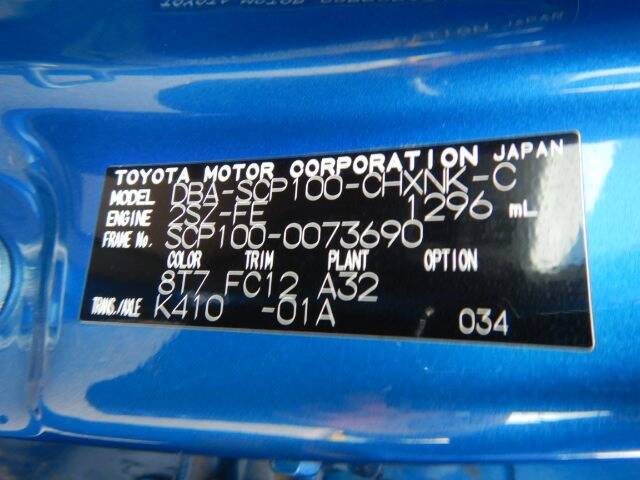 TOYOTA MOTOR CORPORATION JAPAN
MODEL DBA-SCP100-CHXNK-C
ENGINE 2SZ-FE 1296 mL
FRAME No. SCP100-0073690
COLOR TRIM PLANT OPTION
8T7 FC12 A32
TRANS./AXLE K410 -01A 034